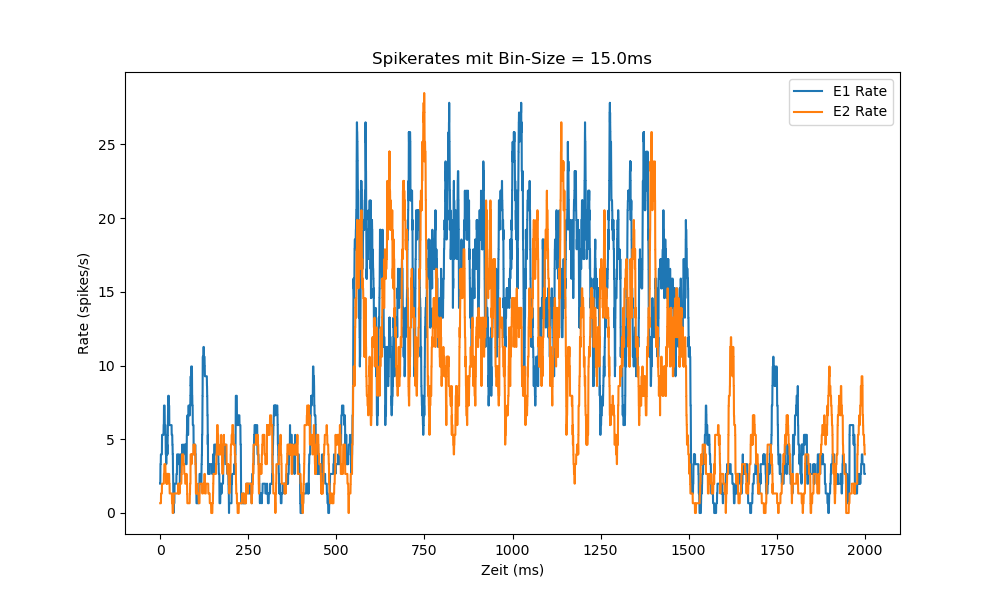 Spikerates mit Bin-Size = 15.0ms
E1 Rate
E2 Rate
Rate (spikes/s)
25
20
15
10
5
0
0 250 500 750 1000 1250 1500 1750 2000
Zeit (ms)